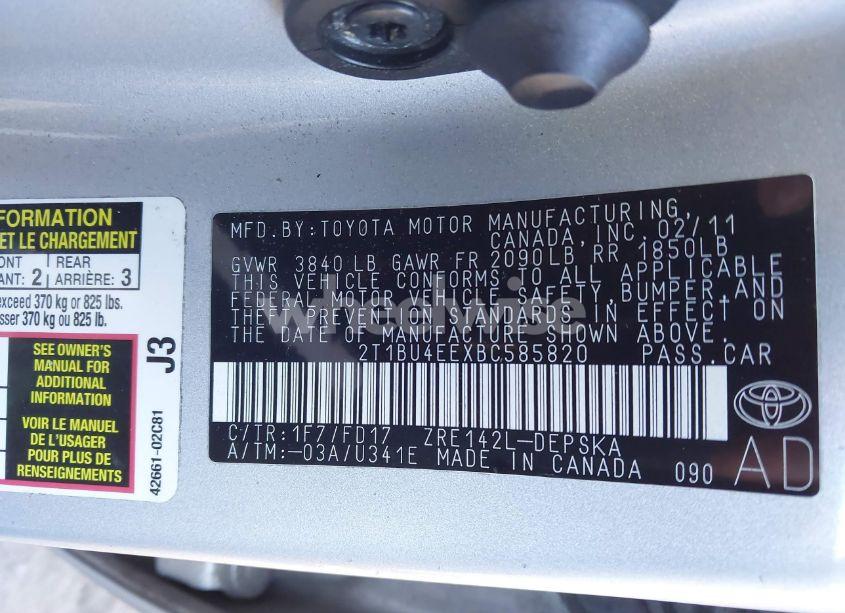 FORMATION
ET LE CHARGEMENT
ONT
REAR
ANT: 2
ARRIÈRE: 3
exceed 370 kg or 825 lbs.
sser 370 kg ou 825 lb.
SEE OWNER'S
MANUAL FOR
ADDITIONAL
INFORMATION
VOIR LE MANUEL
DE L'USAGER
POUR PLUS DE
RENSEIGNEMENTS
J3
42661-02C81
MFD.BY:TOYOTA MOTOR MANUFACTURING,
CANADA, INC. 02/11
GVWR 3840 LB GAWR FR 2090LB, RR 1850LB
THIS VEHICLE CONFORMS TO ALL APPLICABLE
FEDERAL MOTOR VEHICLE SAFETY, BUMPER, AND
THEFT PREVENTION STANDARDS IN EFFECT ON
THE DATE OF MANUFACTURE SHOWN ABOVE.
2T1BU4EEXBC585820 PASS.CAR
C/TR: 1F7/FD17 ZRE142L-DEPSKA
A/TM:-03A/U341E MADE IN CANADA 090
AD
wheelwise